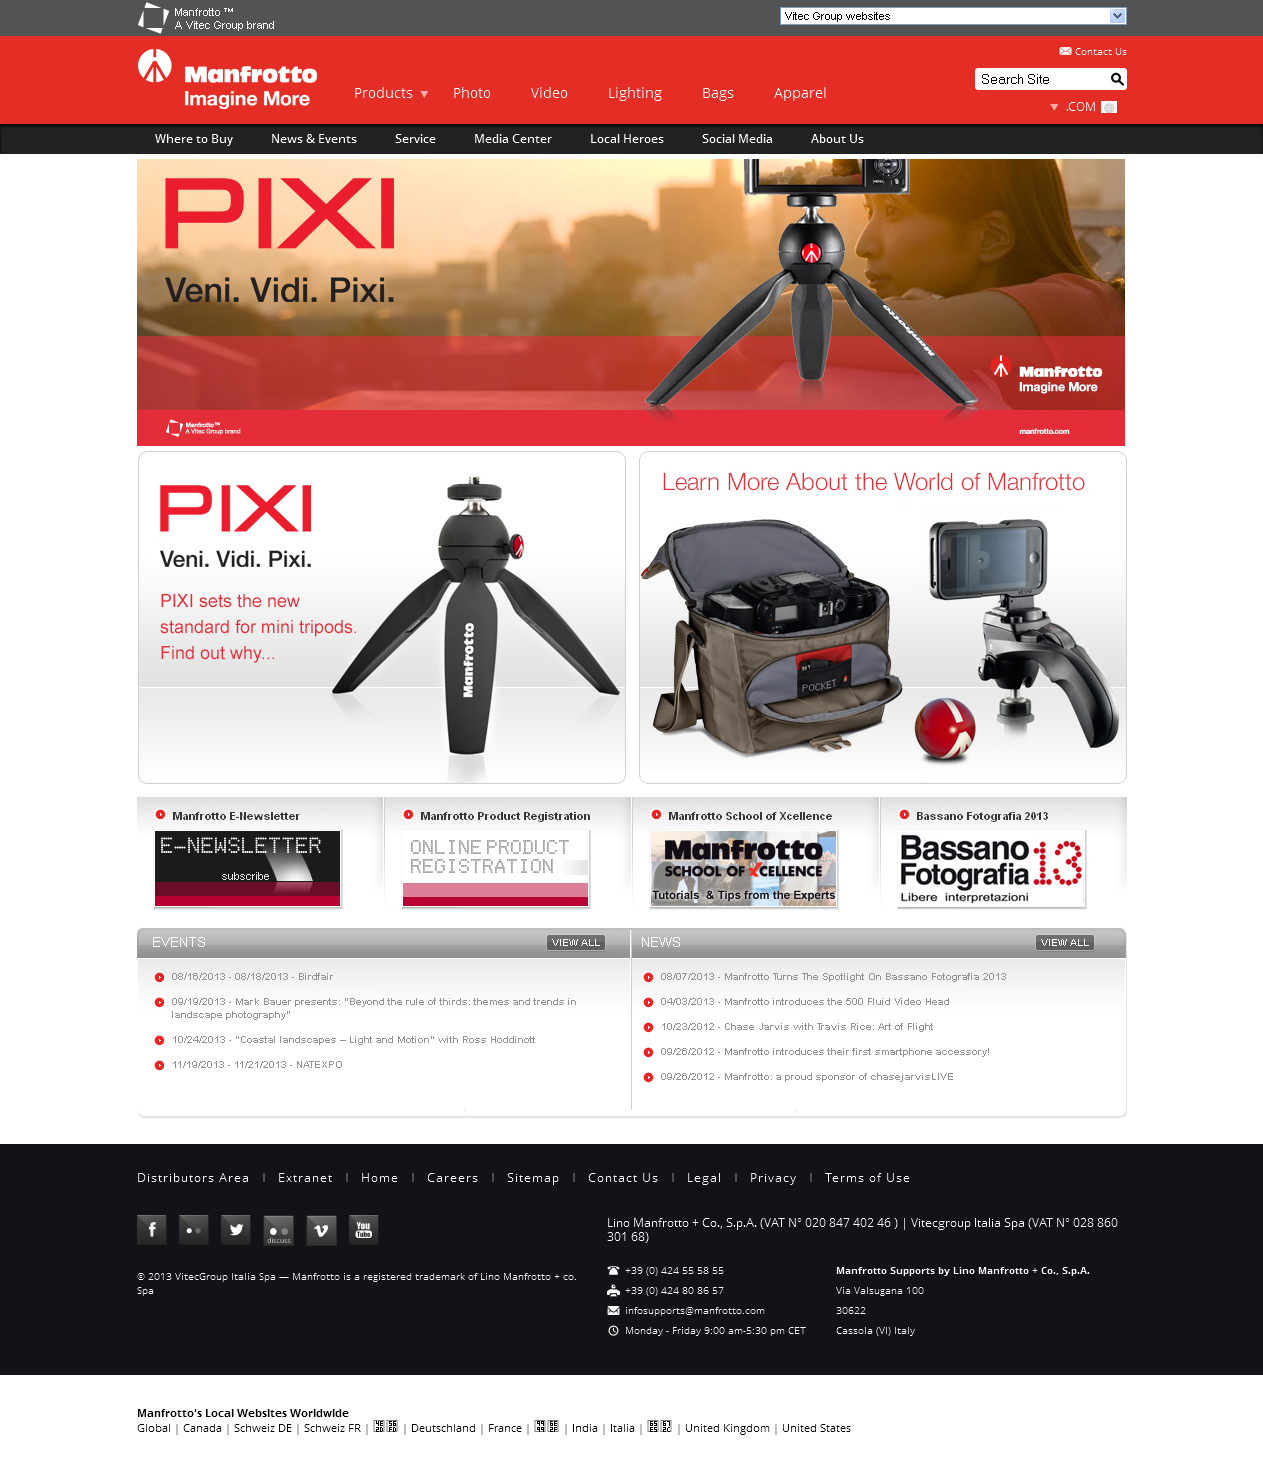 Manfrotto ™
A Vitec Group brand
Vitec Group websites
Contact Us
Manfrotto
Imagine More
Products
Photo
Video
Lighting
Bags
Apparel
Search Site
.COM
Where to Buy
News & Events
Service
Media Center
Local Heroes
Social Media
About Us
PIXI
Veni. Vidi. Pixi.
MENU
Manfrotto
Manfrotto
Imagine More
Manfrotto™
A Vitec Group brand
manfrotto.com
PIXI
Veni. Vidi. Pixi.
PIXI sets the new
standard for mini tripods.
Find out why...
Manfrotto
Learn More About the World of Manfrotto
POCKET
Manfrotto E-Newsletter
E-NEWSLETTER
subscribe
Manfrotto Product Registration
ONLINE PRODUCT
REGISTRATION
Manfrotto School of Xcellence
Manfrotto
SCHOOL OF XCELLENCE
Tutorials & Tips from the Experts
Bassano Fotografia 2013
Bassano
Fotografia
13
Libere interpretazioni
EVENTS
VIEW ALL
08/16/2013 - 08/18/2013 - Birdfair
09/19/2013 - Mark Bauer presents: "Beyond the rule of thirds: themes and trends in
landscape photography"
10/24/2013 - "Coastal landscapes – Light and Motion" with Ross Hoddinott
11/19/2013 - 11/21/2013 - NATEXPO
NEWS
VIEW ALL
08/07/2013 - Manfrotto Turns The Spotlight On Bassano Fotografia 2013
04/03/2013 - Manfrotto introduces the 500 Fluid Video Head
10/23/2012 - Chase Jarvis with Travis Rice: Art of Flight
09/26/2012 - Manfrotto introduces their first smartphone accessory!
09/26/2012 - Manfrotto: a proud sponsor of chasejarvisLIVE
Distributors Area | Extranet | Home | Careers | Sitemap | Contact Us | Legal | Privacy | Terms of Use
discuss
You
Tube
© 2013 VitecGroup Italia Spa — Manfrotto is a registered trademark of Lino Manfrotto + co.
Spa
Lino Manfrotto + Co., S.p.A. (VAT N° 020 847 402 46 ) | Vitecgroup Italia Spa (VAT N° 028 860
301 68)
+39 (0) 424 55 58 55
+39 (0) 424 80 86 57
infosupports@manfrotto.com
Monday - Friday 9:00 am-5:30 pm CET
Manfrotto Supports by Lino Manfrotto + Co., S.p.A.
Via Valsugana 100
30622
Cassola (VI) Italy
Manfrotto's Local Websites Worldwide
Global | Canada | Schweiz DE | Schweiz FR | | Deutschland | France | | India | Italia | | United Kingdom | United States